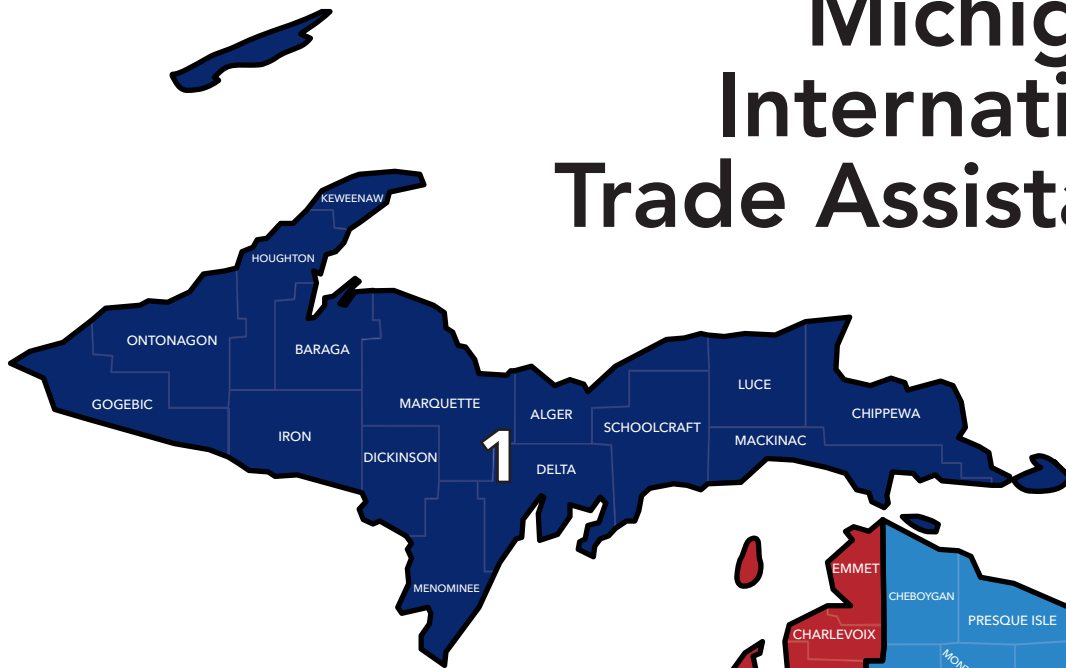 Michig
Internati
Trade Assista
KEWEENAW
HOUGHTON
ONTONAGON
BARAGA
GOGEBIC
MARQUETTE
LUCE
ALGER
CHIPPEWA
SCHOOLCRAFT
IRON
MACKINAC
DICKINSON
1
DELTA
MENOMINEE
EMMET
CHEBOYGAN
PRESQUE ISLE
CHARLEVOIX
MON